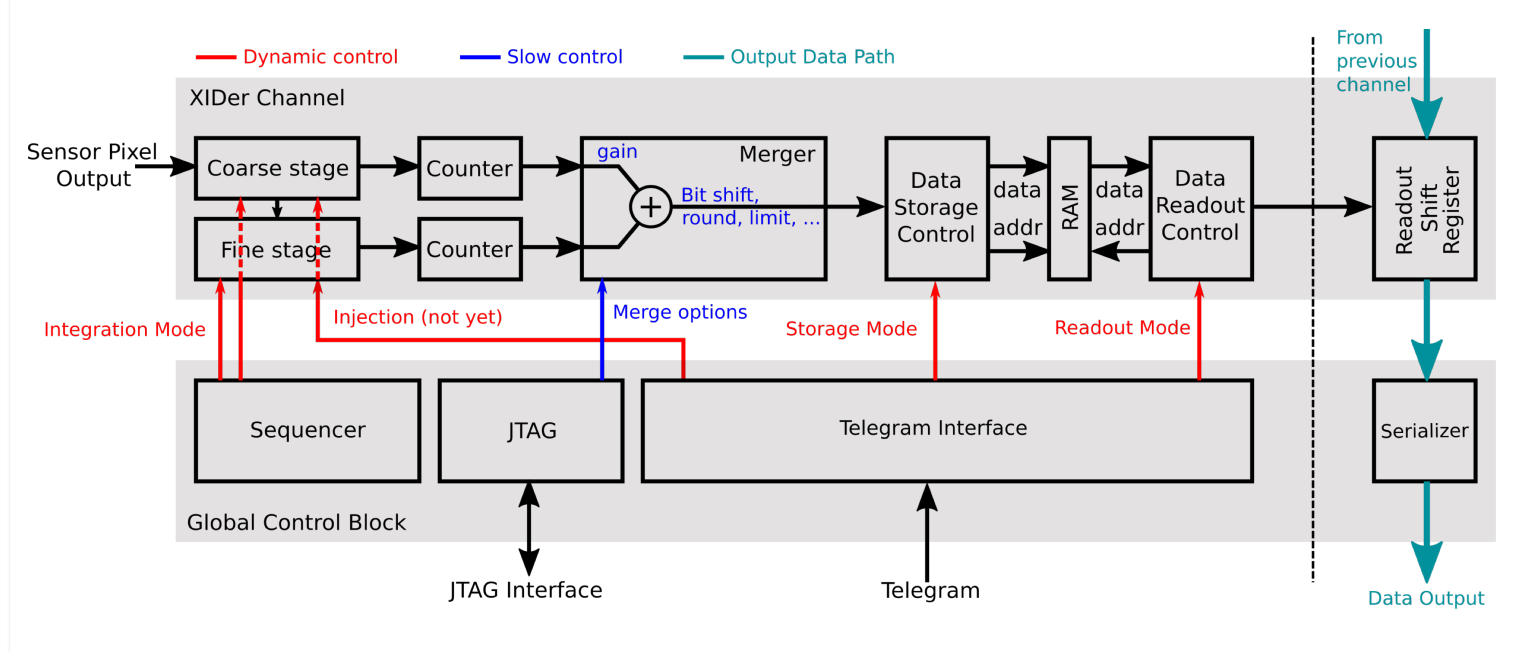 Dynamic control
Slow control
Output Data Path
From
previous
channel
XIDer Channel
Sensor Pixel
Output
Coarse stage
Counter
gain
Merger
Bit shift,
round, limit, ...
Fine stage
Counter
Data
Storage
Control
data
addr
RAM
data
addr
Data
Readout
Control
Readout
Shift
Register
Integration Mode
Injection (not yet)
Merge options
Storage Mode
Readout Mode
Sequencer
JTAG
Telegram Interface
Serializer
Global Control Block
JTAG Interface
Telegram
Data Output